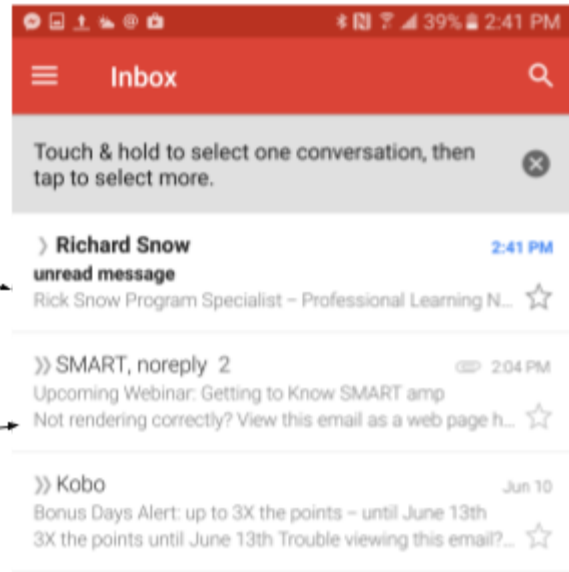 39% 2:41 PM
Inbox
Touch & hold to select one conversation, then
tap to select more.
Richard Snow 2:41 PM
unread message
Rick Snow Program Specialist – Professional Learning N...
SMART, noreply 2 2:04 PM
Upcoming Webinar: Getting to Know SMART amp
Not rendering correctly? View this email as a web page h...
Kobo Jun 10
Bonus Days Alert: up to 3X the points – until June 13th
3X the points until June 13th Trouble viewing this email?...